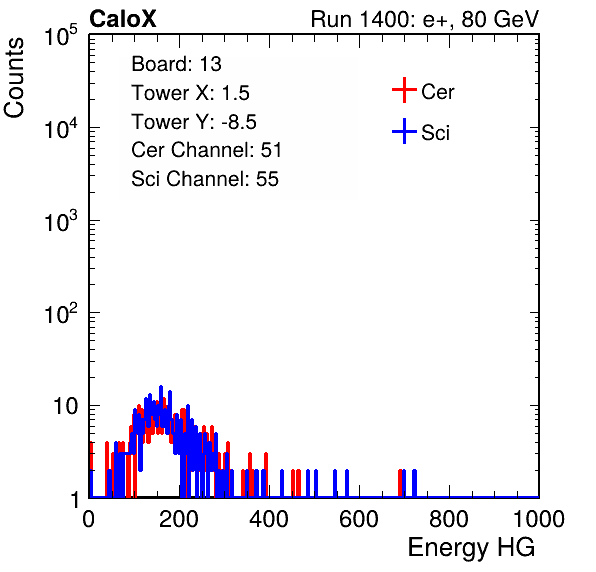 CaloX
Run 1400: e+, 80 GeV
Counts
10^5
10^4
10^3
10^2
10
1
Board: 13
Tower X: 1.5
Tower Y: -8.5
Cer Channel: 51
Sci Channel: 55
Cer
Sci
0 200 400 600 800 1000
Energy HG